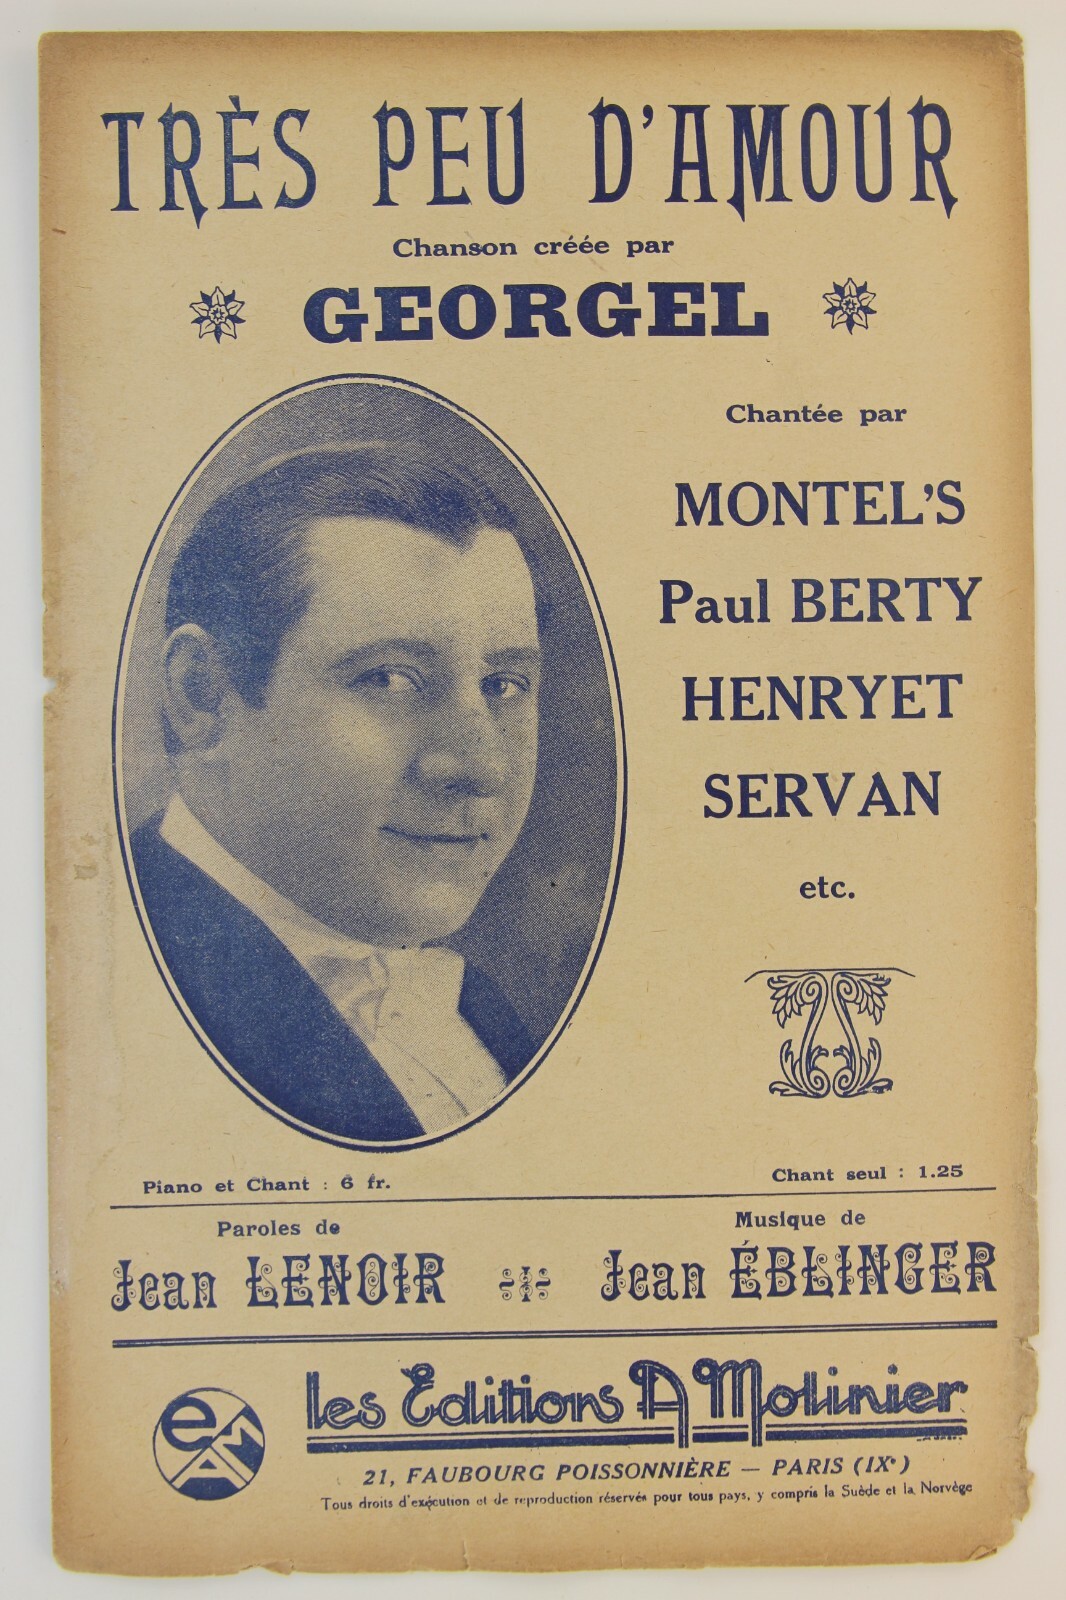 TRÈS PEU D'AMOUR
Chanson créée par
GEORGEL
Chantée par
MONTEL'S
Paul BERTY
HENRYET
SERVAN
etc.
Piano et Chant : 6 fr.
Chant seul : 1.25
Paroles de
Jean LENOIR
Musique de
Jean ÉBLINGER
eMA
les Editions A Molinier
21, FAUBOURG POISSONNIÈRE — PARIS (IXe)
Tous droits d'exécution et de reproduction réservés pour tous pays, y compris la Suède et la Norvège